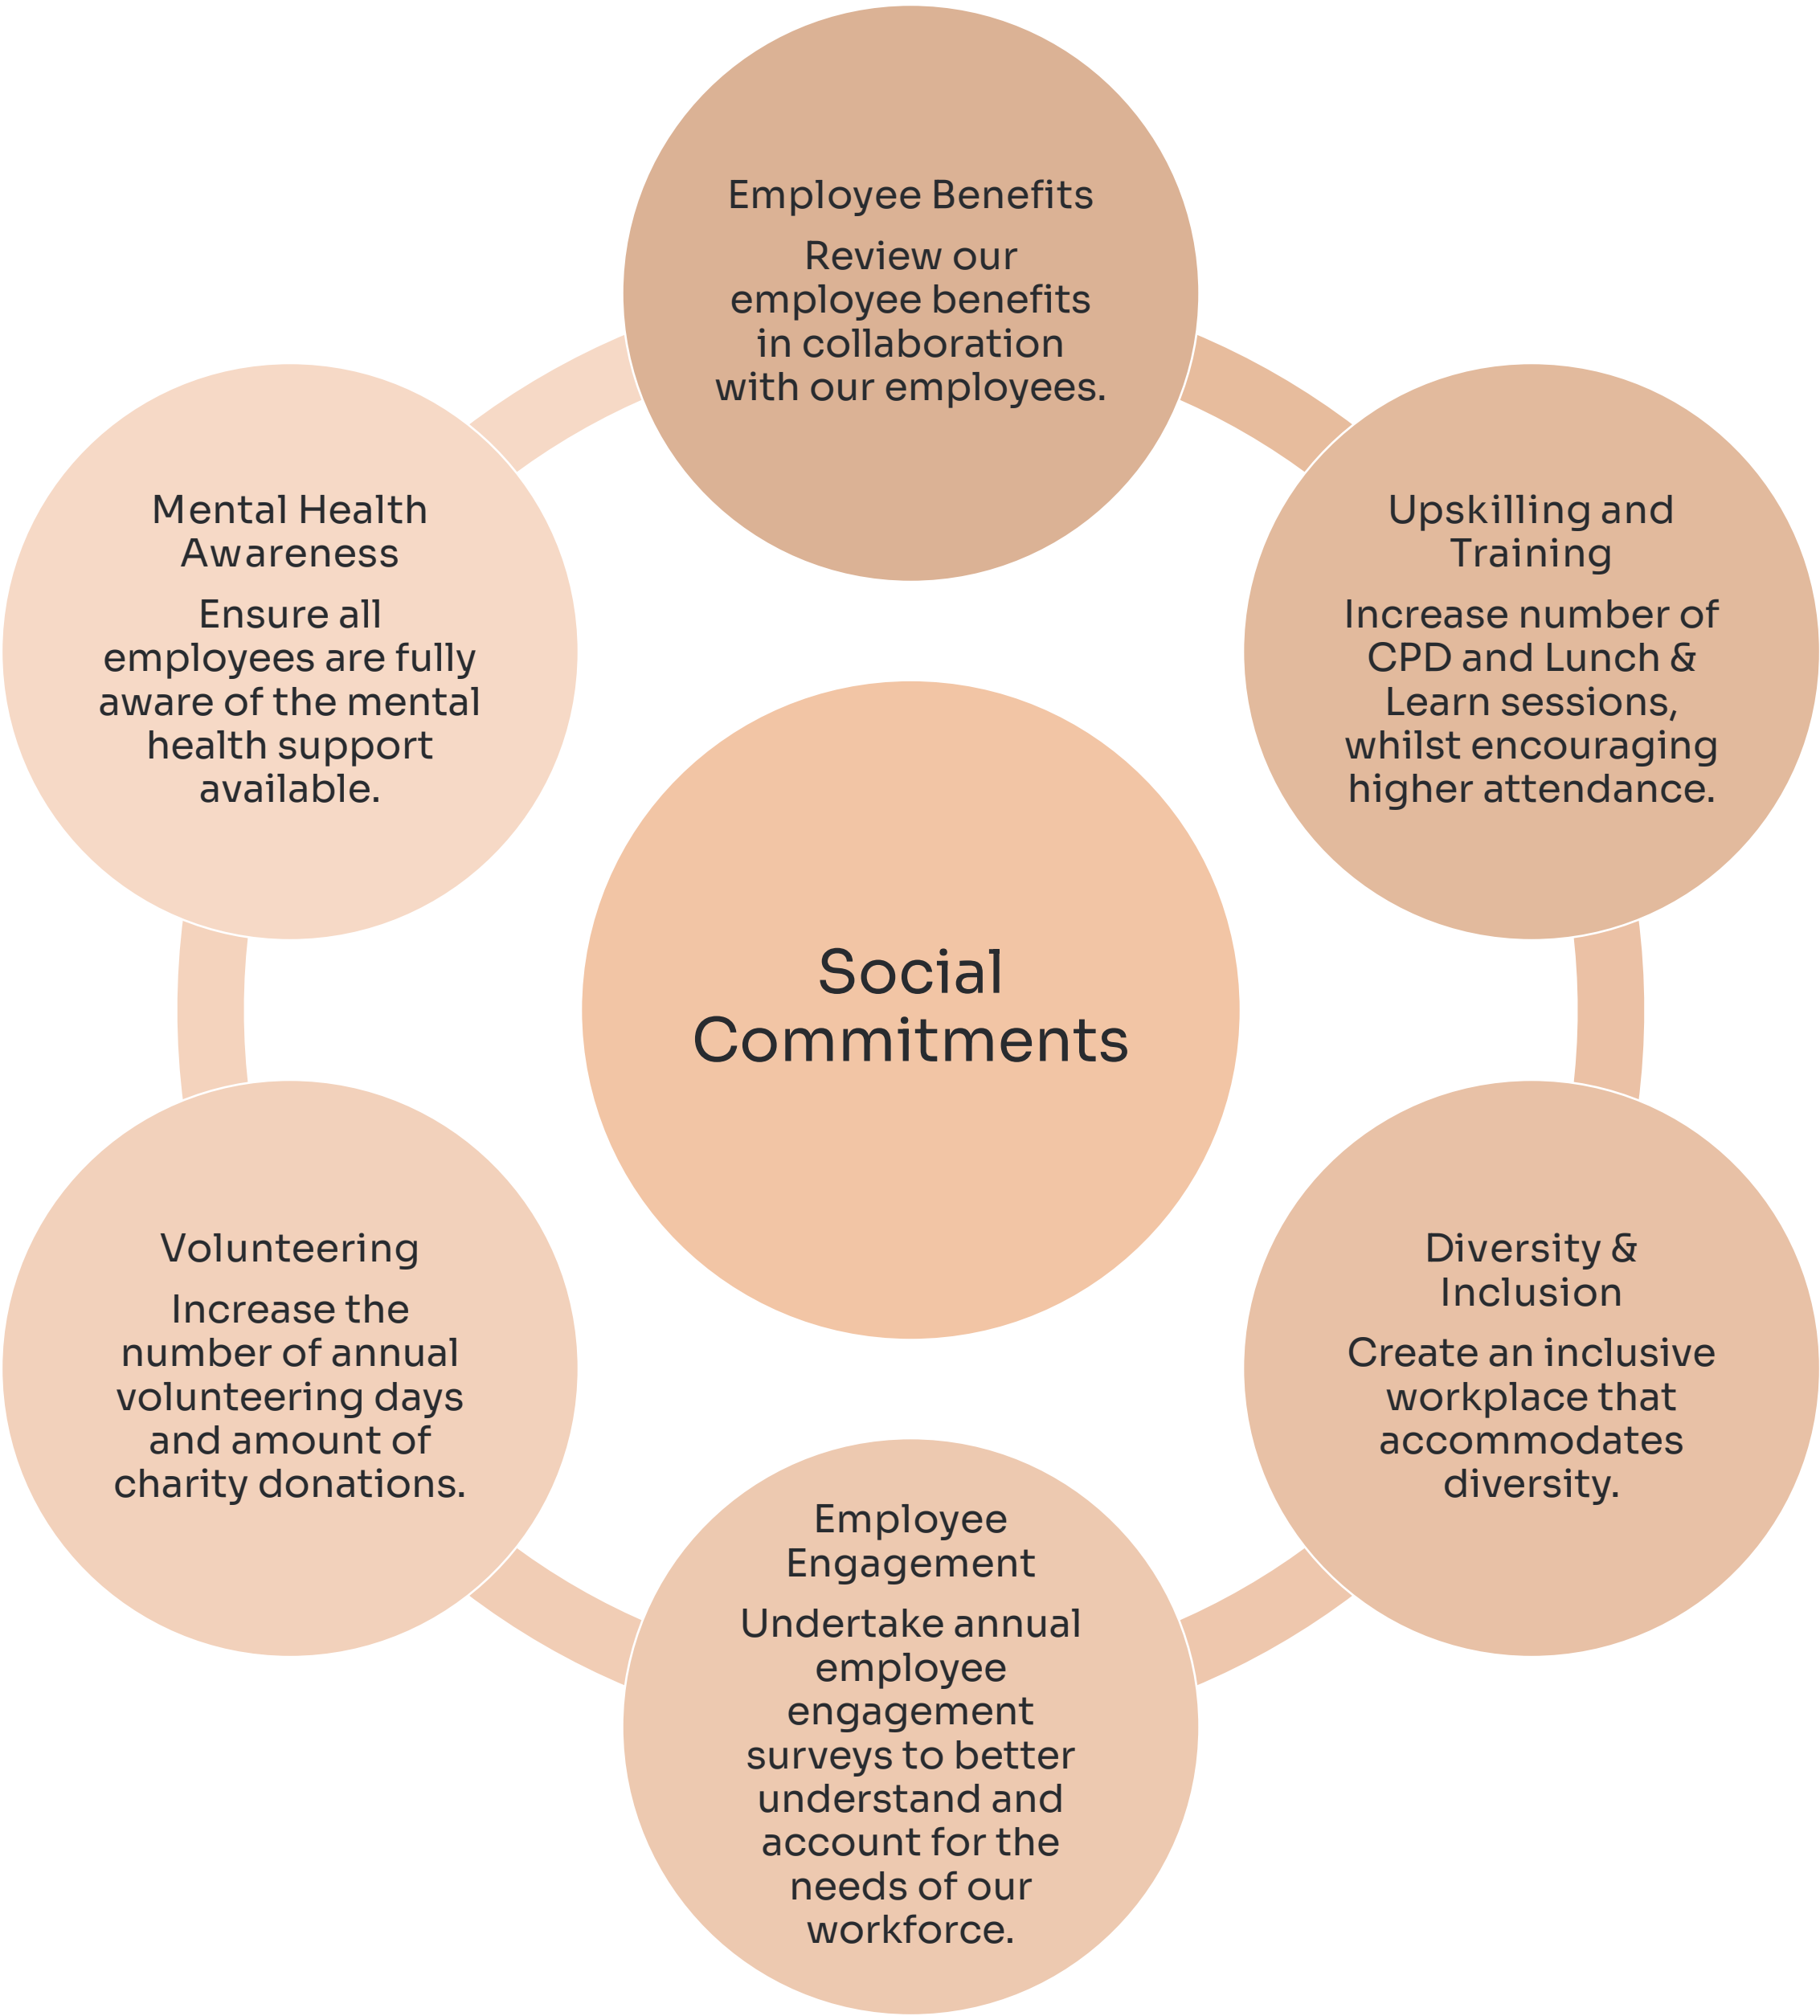 Employee Benefits
Review our
employee benefits
in collaboration
with our employees.
Upskilling and
Training
Increase number of
CPD and Lunch &
Learn sessions,
whilst encouraging
higher attendance.
Diversity &
Inclusion
Create an inclusive
workplace that
accommodates
diversity.
Employee
Engagement
Undertake annual
employee
engagement
surveys to better
understand and
account for the
needs of our
workforce.
Volunteering
Increase the
number of annual
volunteering days
and amount of
charity donations.
Mental Health
Awareness
Ensure all
employees are fully
aware of the mental
health support
available.
Social
Commitments